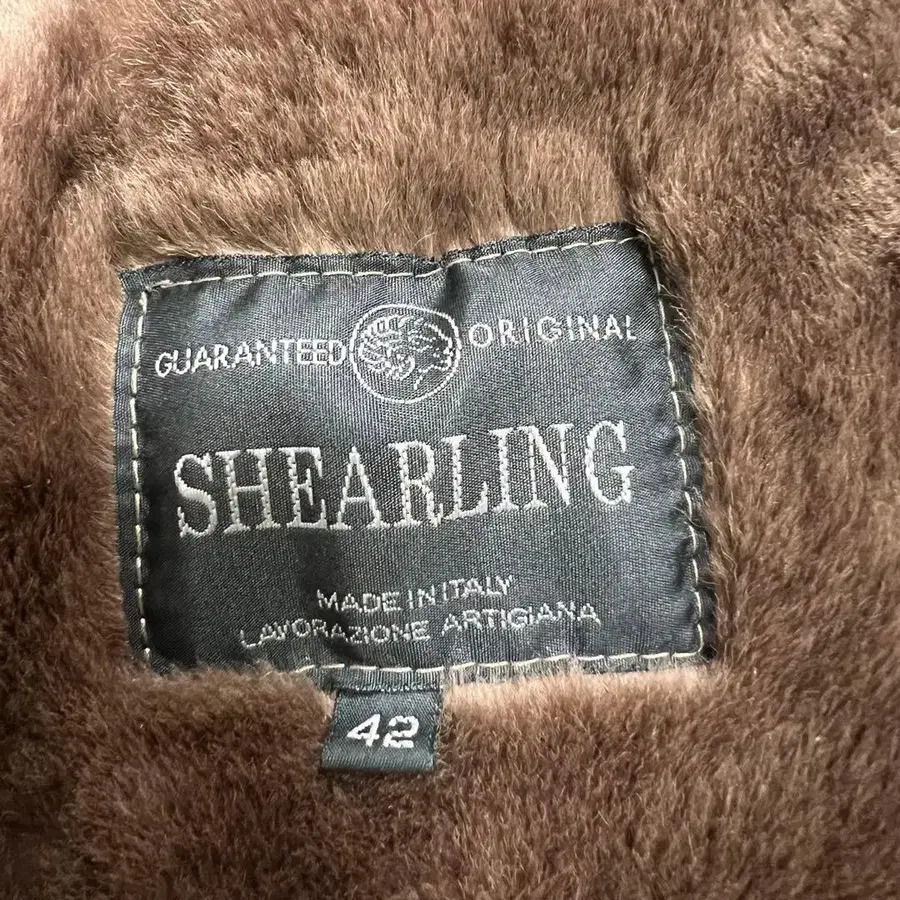 GUARANTEED ORIGINAL
SHEARLING
MADE IN ITALY
LAVORAZIONE ARTIGIANA
42